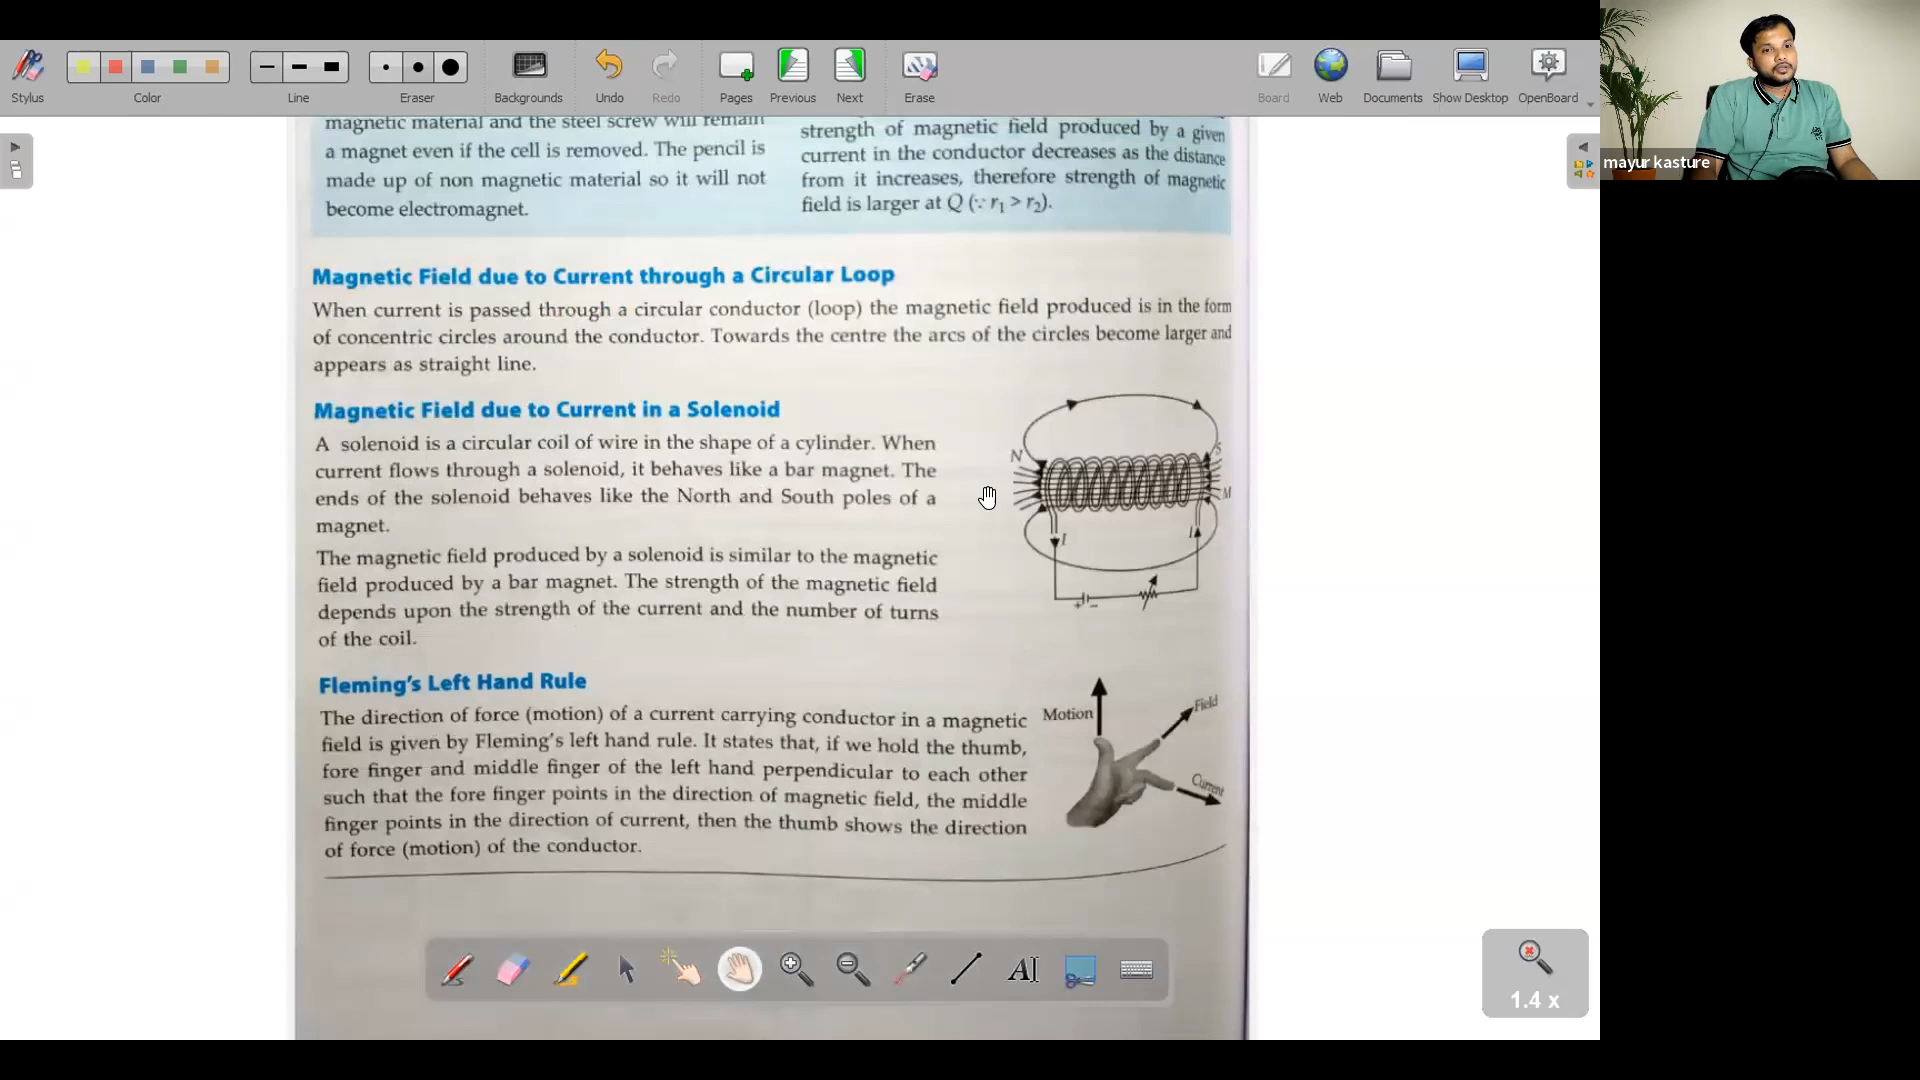 Stylus
Color
Line
Eraser
Backgrounds
Undo
Redo
Pages
Previous
Next
Erase
Board
Web
Documents
Show Desktop
OpenBoard
mayur kasture
magnetic material and the steel screw will remain
a magnet even if the cell is removed. The pencil is
made up of non magnetic material so it will not
become electromagnet.
strength of magnetic field produced by a given
current in the conductor decreases as the distance
from it increases, therefore strength of magnetic
field is larger at Q (∵ r₁ > r₂).
Magnetic Field due to Current through a Circular Loop
When current is passed through a circular conductor (loop) the magnetic field produced is in the form
of concentric circles around the conductor. Towards the centre the arcs of the circles become larger and
appears as straight line.
Magnetic Field due to Current in a Solenoid
A solenoid is a circular coil of wire in the shape of a cylinder. When
current flows through a solenoid, it behaves like a bar magnet. The
ends of the solenoid behaves like the North and South poles of a
magnet.
The magnetic field produced by a solenoid is similar to the magnetic
field produced by a bar magnet. The strength of the magnetic field
depends upon the strength of the current and the number of turns
of the coil.
N
S
M
I
I
+ −
Fleming's Left Hand Rule
The direction of force (motion) of a current carrying conductor in a magnetic
field is given by Fleming's left hand rule. It states that, if we hold the thumb,
fore finger and middle finger of the left hand perpendicular to each other
such that the fore finger points in the direction of magnetic field, the middle
finger points in the direction of current, then the thumb shows the direction
of force (motion) of the conductor.
Motion
Field
Current
AI
1.4 x